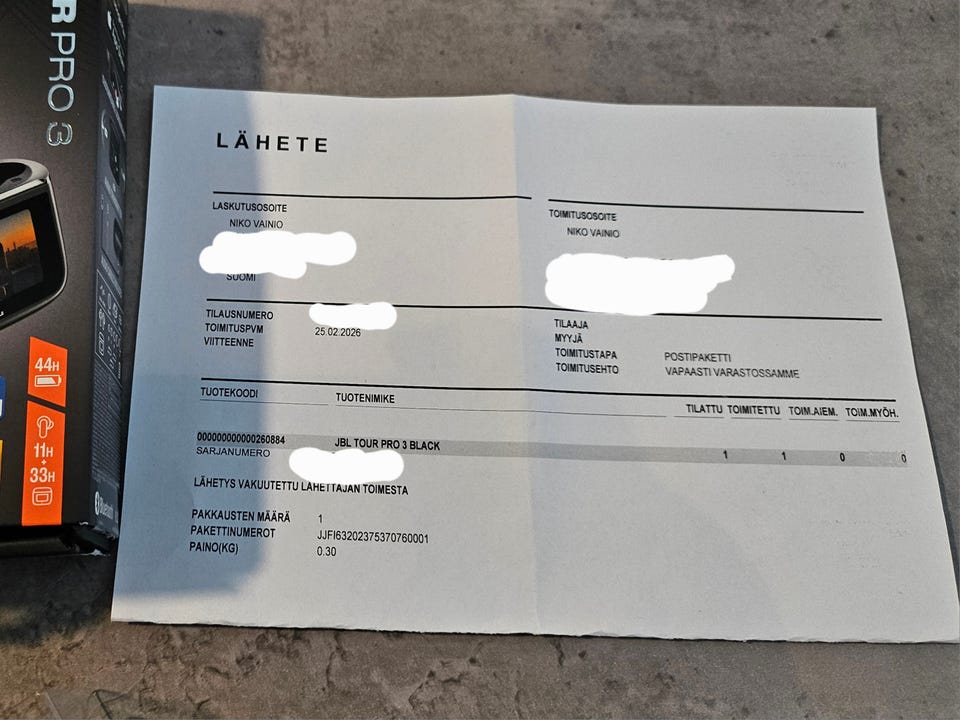 R PRO 3
44H
11H
+
33H
Bluetooth
LÄHETE
LASKUTUSOSOITE
NIKO VAINIO
SUOMI
TOIMITUSOSOITE
NIKO VAINIO
TILAUSNUMERO
TOIMITUSPVM 25.02.2026
VIITTEENNE
TILAAJA
MYYJÄ
TOIMITUSTAPA POSTIPAKETTI
TOIMITUSEHTO VAPAASTI VARASTOSSAMME
TUOTEKOODI TUOTENIMIKE TILATTU TOIMITETTU TOIM.AIEM. TOIM.MYÖH.
000000000000260884 JBL TOUR PRO 3 BLACK 1 1 0 0
SARJANUMERO
LÄHETYS VAKUUTETTU LÄHETTÄJÄN TOIMESTA
PAKKAUSTEN MÄÄRÄ 1
PAKETTINUMEROT JJFI63202375370760001
PAINO(KG) 0.30